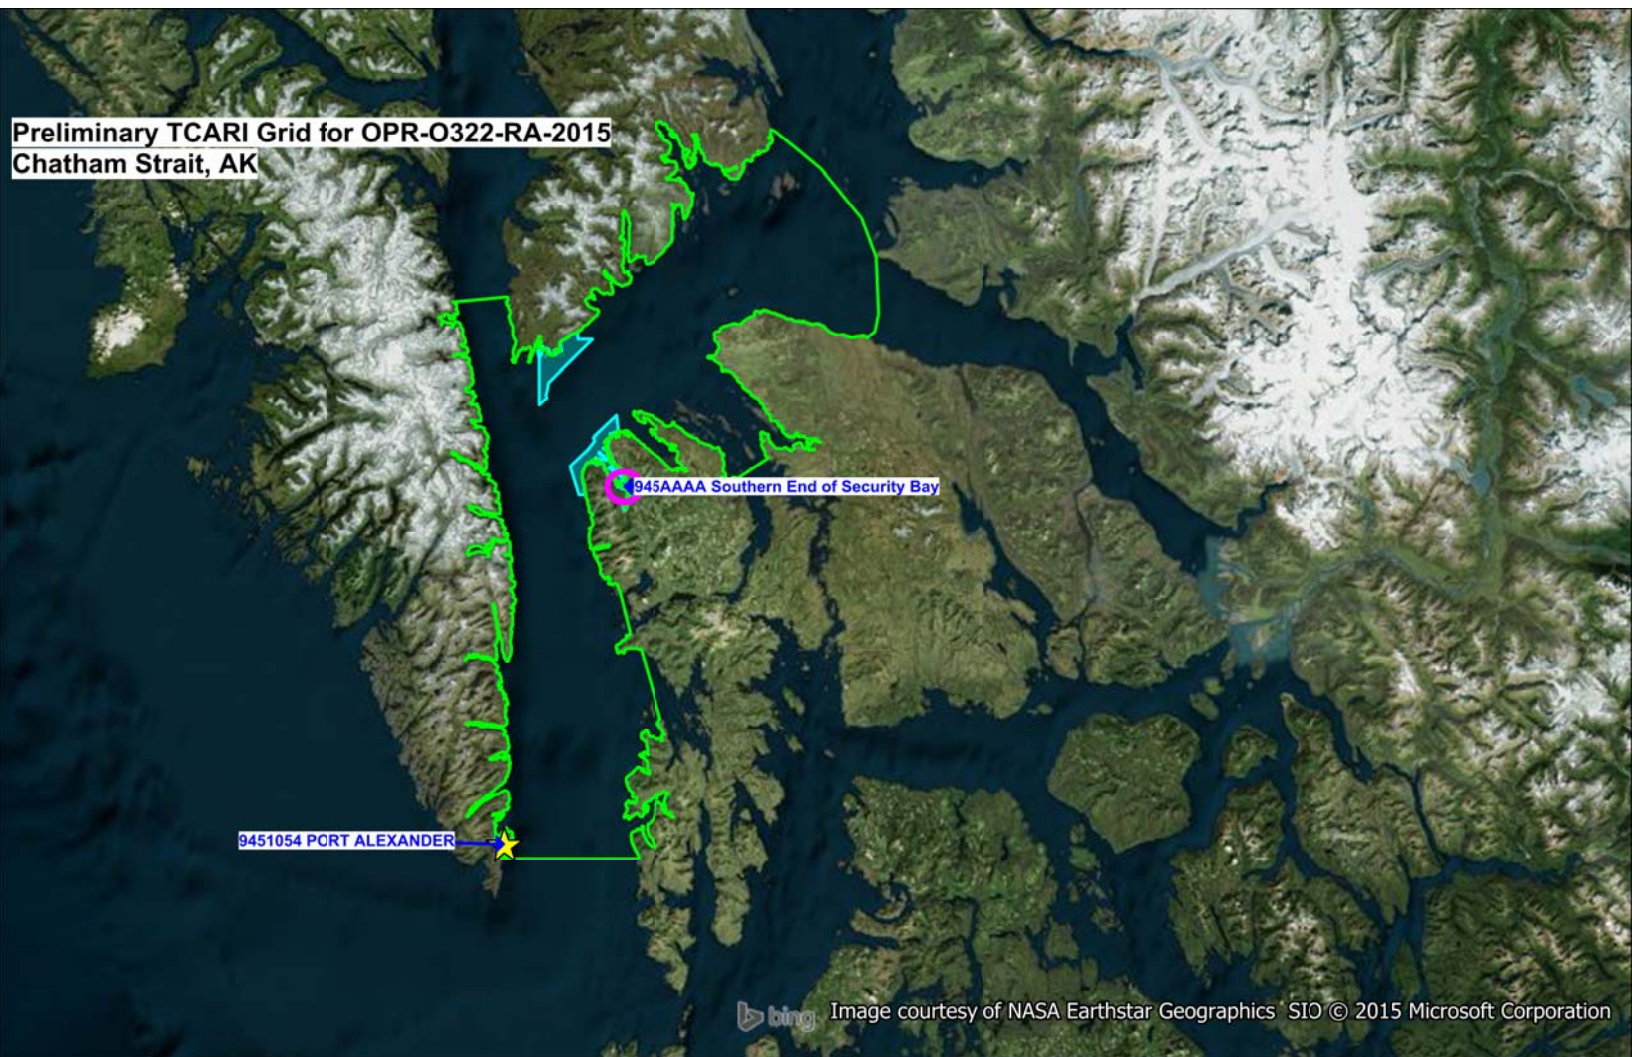 Preliminary TCARI Grid for OPR-O322-RA-2015
Chatham Strait, AK
945AAAA Southern End of Security Bay
9451054 PORT ALEXANDER
bing
Image courtesy of NASA Earthstar Geographics SIO © 2015 Microsoft Corporation